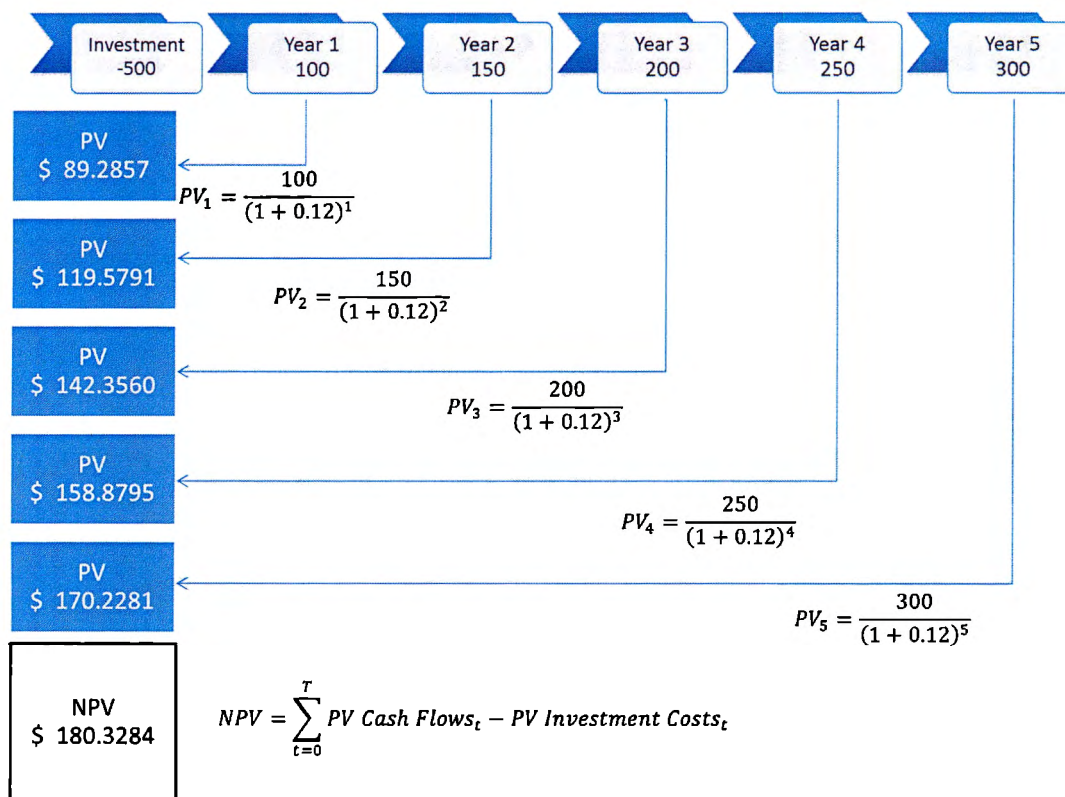 Investment
-500
Year 1
100
Year 2
150
Year 3
200
Year 4
250
Year 5
300
PV
$ 89.2857
PV₁ = 100 / (1 + 0.12)¹
PV
$ 119.5791
PV₂ = 150 / (1 + 0.12)²
PV
$ 142.3560
PV₃ = 200 / (1 + 0.12)³
PV
$ 158.8795
PV₄ = 250 / (1 + 0.12)⁴
PV
$ 170.2281
PV₅ = 300 / (1 + 0.12)⁵
NPV
$ 180.3284
NPV = ∑_{t=0}^{T} PV Cash Flowsₜ − PV Investment Costsₜ